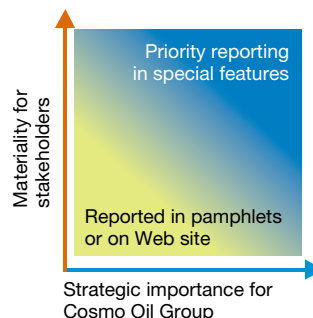 Priority reporting
in special features
Materiality for
stakeholders
Reported in pamphlets
or on Web site
Strategic importance for
Cosmo Oil Group